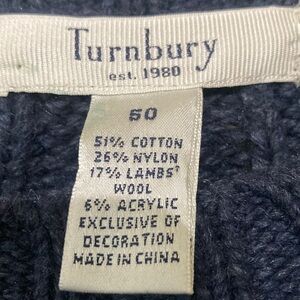 Turnbury
est. 1980
50
51% COTTON
26% NYLON
17% LAMBS'
WOOL
6% ACRYLIC
EXCLUSIVE OF
DECORATION
MADE IN CHINA